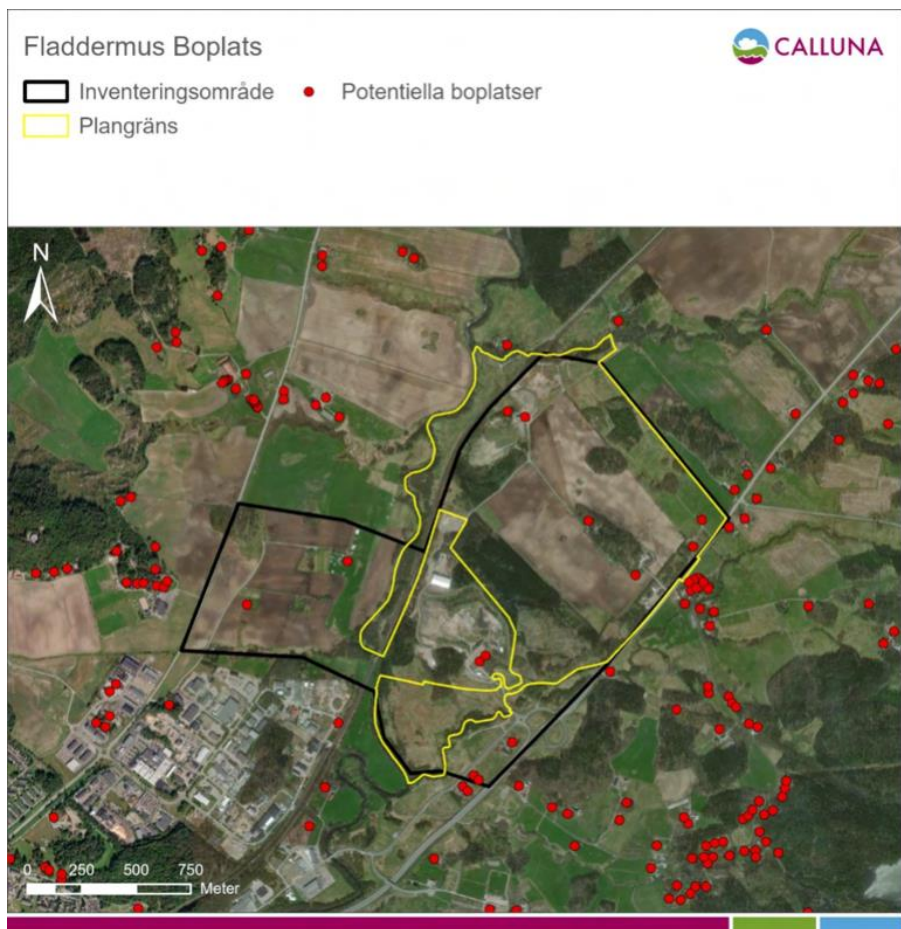 Fladdermus Boplats
CALLUNA
Inventeringsområde
Potentiella boplatser
Plangräns
N
0 250 500 750
Meter